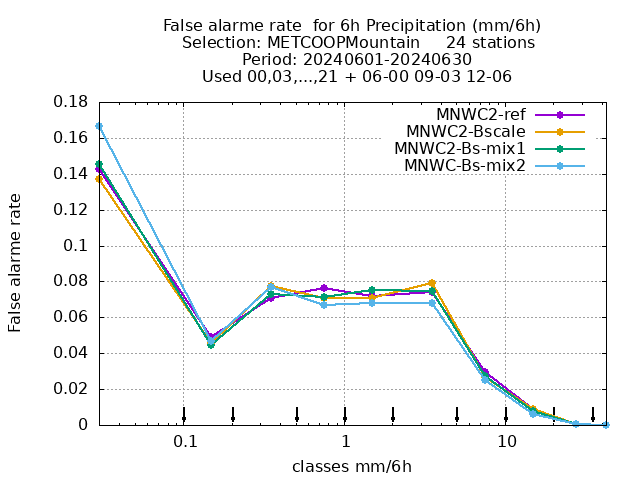 False alarme rate  for 6h Precipitation (mm/6h)
Selection: METCOOPMountain     24 stations
Period: 20240601-20240630
Used 00,03,...,21 + 06-00 09-03 12-06
MNWC2-ref
MNWC2-Bscale
MNWC2-Bs-mix1
MNWC-Bs-mix2
False alarme rate
0.18
0.16
0.14
0.12
0.1
0.08
0.06
0.04
0.02
0
0.1
1
10
classes mm/6h